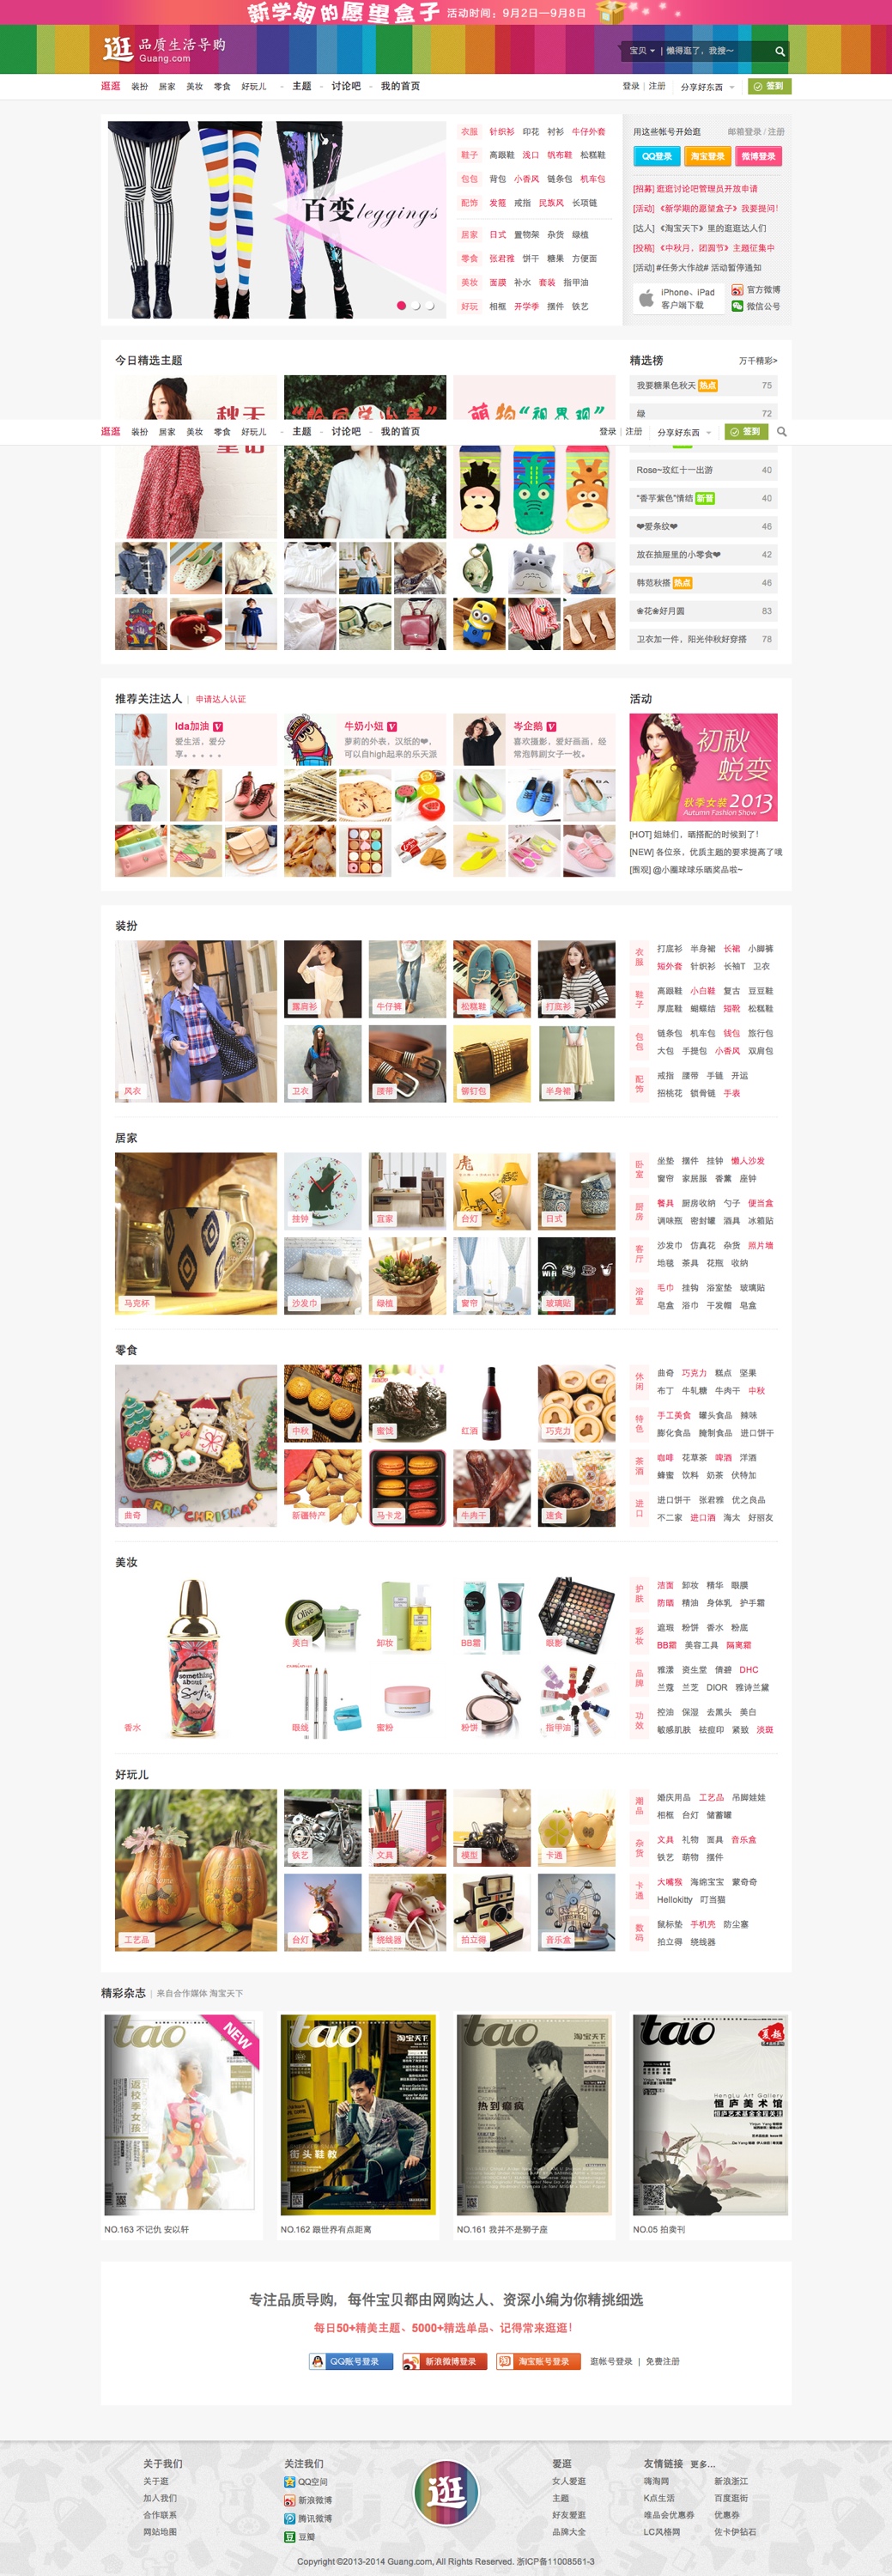 新学期的愿望盒子 活动时间：9月2日—9月8日
逛 品质生活导购
Guang.com
宝贝 | 懒得逛了，我搜～
逛逛 装扮 居家 美妆 零食 好玩儿 主题 讨论吧 我的首页 登录 | 注册 分享好东西 签到
百变leggings
衣服 针织衫 印花 衬衫 牛仔外套
鞋子 高跟鞋 浅口 帆布鞋 松糕鞋
包包 背包 小香风 链条包 机车包
配饰 发箍 戒指 民族风 长项链
居家 日式 置物架 杂货 绿植
零食 张君雅 饼干 糖果 方便面
美妆 面膜 补水 套装 指甲油
好玩 相框 开学季 摆件 铁艺
用这些帐号开始逛 邮箱登录 / 注册
QQ登录 淘宝登录 微博登录
[招募] 逛逛讨论吧管理员开放申请
[活动] 《新学期的愿望盒子》我要提问！
[达人] 《淘宝天下》里的逛逛达人们
[投稿] 《中秋月，团圆节》主题征集中
[活动] #任务大作战# 活动暂停通知
iPhone、iPad
客户端下载
官方微博
微信公号
今日精选主题
精选榜 万千精彩>
我要糖果色秋天 热点 75
绿 72
逛逛 装扮 居家 美妆 零食 好玩儿 主题 讨论吧 我的首页 登录 | 注册 分享好东西 签到
Rose~玫红十一出游 40
"香芋紫色"情结 新晋 40
❤爱条纹❤ 46
放在抽屉里的小零食❤ 42
韩范秋搭 热点 46
❀花❀好月圆 83
卫衣加一件，阳光仲秋好穿搭 78
推荐关注达人 | 申请达人认证
Ida加油 V
爱生活，爱分
享。。。。。
牛奶小妞 V
萝莉的外表，汉纸的❤，
可以自high起来的乐天派
岑企鹅 V
喜欢摄影，爱好画画，经
常泡韩剧女子一枚。
活动
初秋
蜕变
秋季女装2013
Autumn Fashion Show
[HOT] 姐妹们，晒搭配的时候到了！
[NEW] 各位亲，优质主题的要求提高了哦
[围观] @小圈球球乐晒奖品啦~
装扮
风衣 露肩衫 牛仔裤 松糕鞋 打底衫
卫衣 腰带 铆钉包 半身裙
衣服 打底衫 半身裙 长裙 小脚裤
短外套 针织衫 长袖T 卫衣
鞋子 高跟鞋 小白鞋 复古 豆豆鞋
厚底鞋 蝴蝶结 短靴 松糕鞋
包包 链条包 机车包 钱包 旅行包
大包 手提包 小香风 双肩包
配饰 戒指 腰带 手链 开运
招桃花 锁骨链 手表
居家
马克杯 挂钟 宜家 台灯 日式
沙发巾 绿植 窗帘 玻璃贴
卧室 坐垫 摆件 挂钟 懒人沙发
窗帘 家居服 香薰 座钟
厨房 餐具 厨房收纳 勺子 便当盒
调味瓶 密封罐 酒具 冰箱贴
客厅 沙发巾 仿真花 杂货 照片墙
地毯 茶具 花瓶 收纳
浴室 毛巾 挂钩 浴室垫 玻璃贴
皂盒 浴巾 干发帽 皂盒
零食
曲奇 中秋 蜜饯 红酒 巧克力
新疆特产 马卡龙 牛肉干 速食
休闲 曲奇 巧克力 糕点 坚果
布丁 牛轧糖 牛肉干 中秋
特色 手工美食 罐头食品 辣味
膨化食品 腌制食品 进口饼干
茶酒 咖啡 花草茶 啤酒 洋酒
蜂蜜 饮料 奶茶 伏特加
进口 进口饼干 张君雅 优之良品
不二家 进口酒 海太 好丽友
美妆
香水 美白 卸妆 BB霜 眼影
眼线 蜜粉 粉饼 指甲油
护肤 洁面 卸妆 精华 眼膜
防晒 精油 身体乳 护手霜
彩妆 遮瑕 粉饼 香水 粉底
BB霜 美容工具 隔离霜
品牌 雅漾 资生堂 倩碧 DHC
兰蔻 兰芝 DIOR 雅诗兰黛
功效 控油 保湿 去黑头 美白
敏感肌肤 祛痘印 紧致 淡斑
好玩儿
工艺品 铁艺 文具 模型 卡通
台灯 绕线器 拍立得 音乐盒
潮品 婚庆用品 工艺品 吊脚娃娃
相框 台灯 储蓄罐
杂货 文具 礼物 面具 音乐盒
铁艺 萌物 摆件
卡通 大嘴猴 海绵宝宝 蒙奇奇
Hellokitty 叮当猫
数码 鼠标垫 手机壳 防尘塞
拍立得 绕线器
精彩杂志 | 来自合作媒体 淘宝天下
tao NEW
tao 淘宝天下
街头鞋教
tao
热到癫疯
tao
恒庐美术馆
NO.163 不记仇 安以轩
NO.162 跟世界有点距离
NO.161 我并不是狮子座
NO.05 拍卖刊
专注品质导购，每件宝贝都由网购达人、资深小编为你精挑细选
每日50+精美主题、5000+精选单品、记得常来逛逛！
QQ账号登录 新浪微博登录 淘宝账号登录 逛帐号登录 | 免费注册
关于我们
关于逛
加入我们
合作联系
网站地图
关注我们
QQ空间
新浪微博
腾讯微博
豆瓣
逛
爱逛
女人爱逛
主题
好友爱逛
品牌大全
友情链接 更多...
嗨淘网 新浪浙江
K点生活 百度逛街
唯品会优惠券 优惠券
LC风格网 佐卡伊钻石
Copyright ©2013-2014 Guang.com, All Rights Reserved. 浙ICP备11008561-3